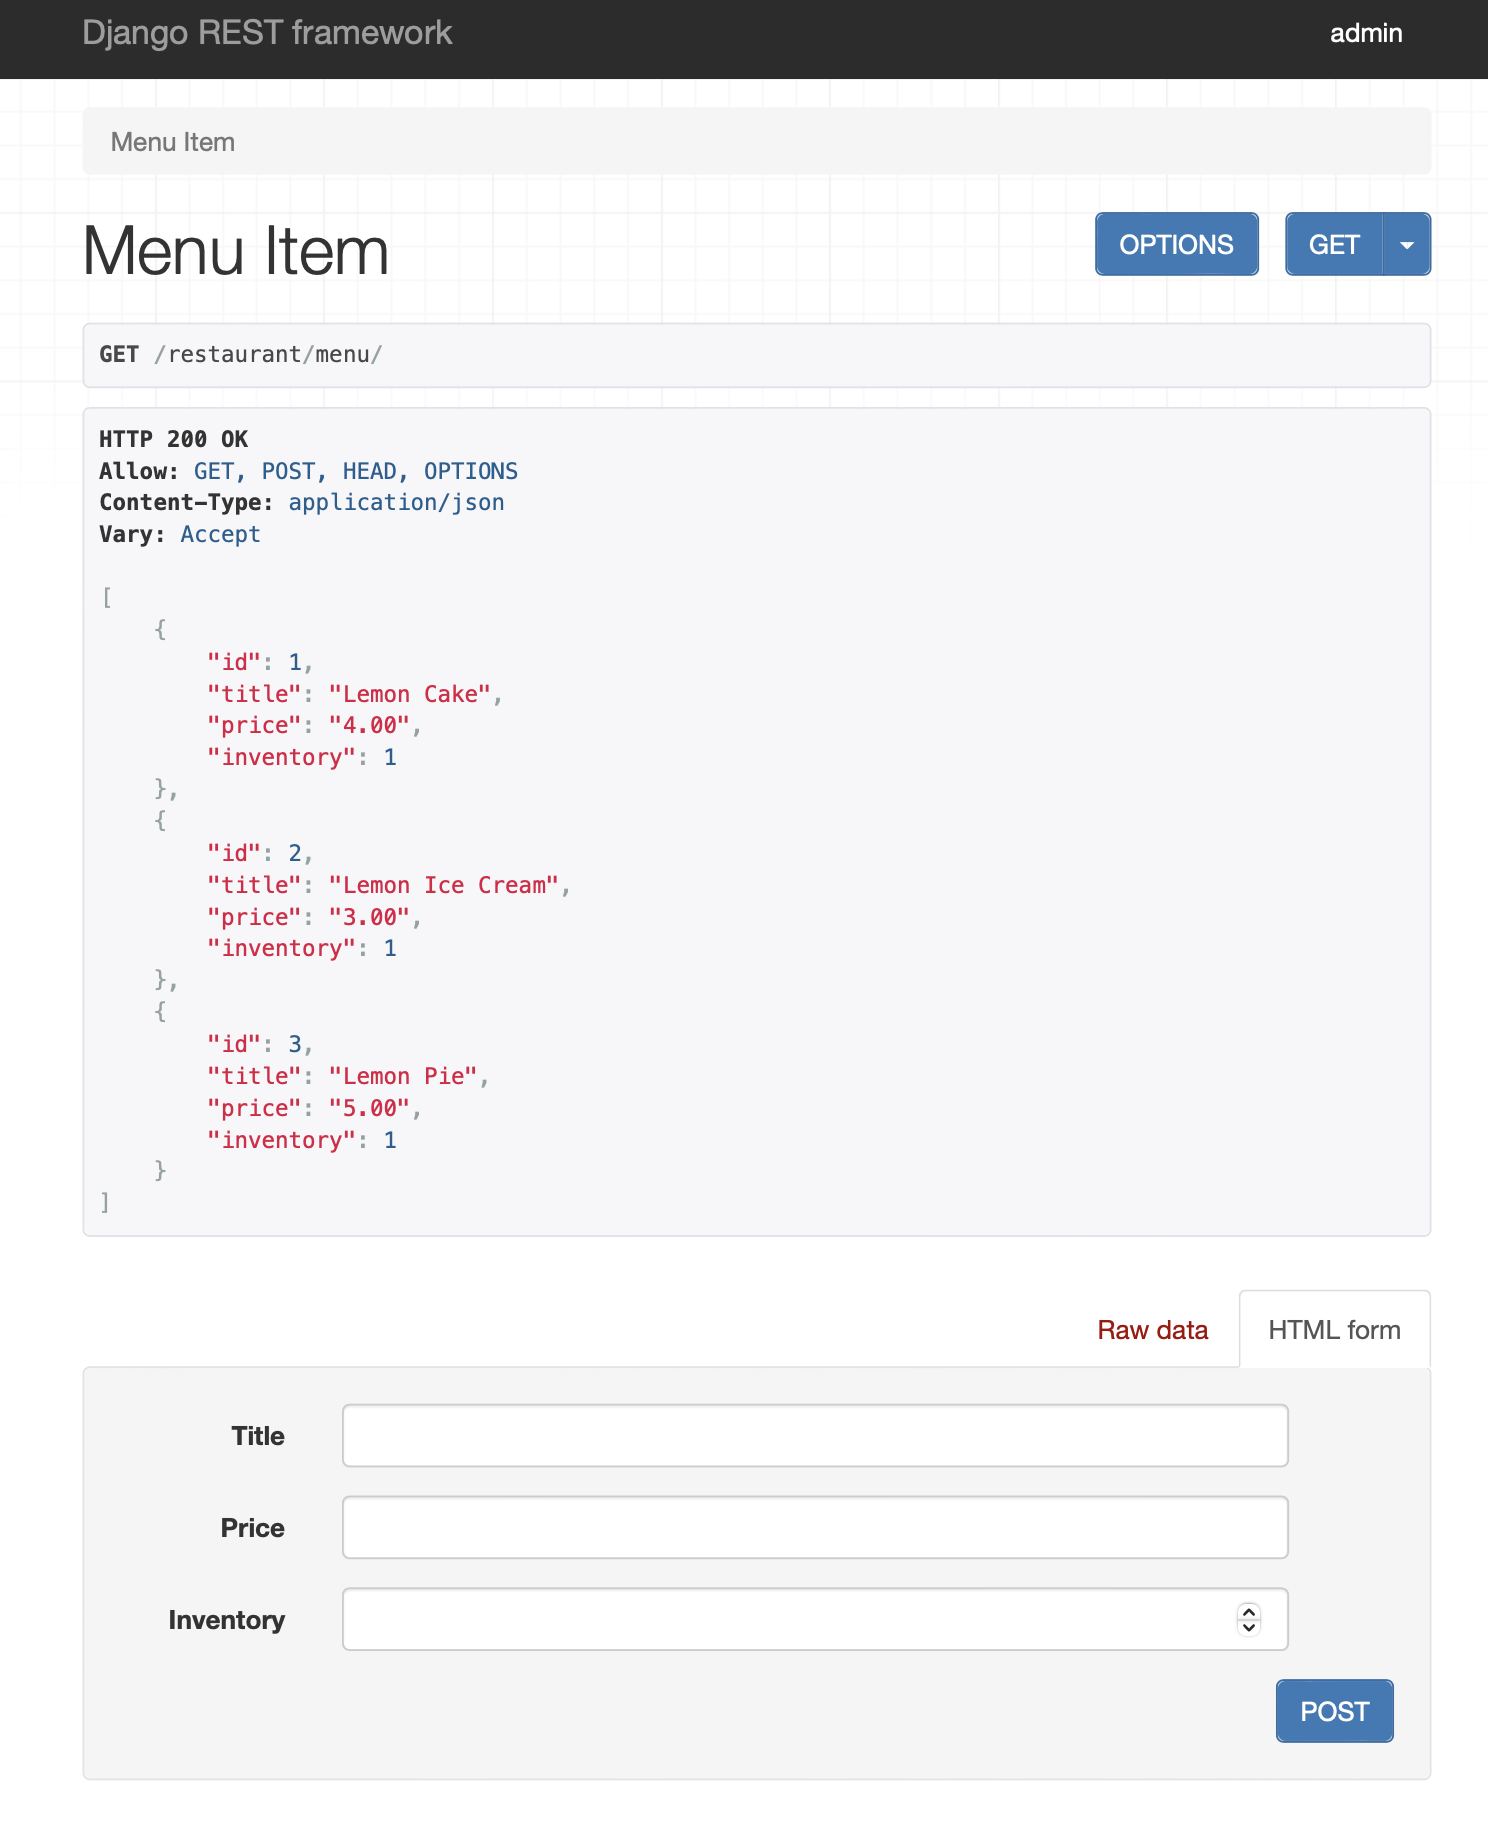 Django REST framework
admin
Menu Item
Menu Item
OPTIONS
GET
GET /restaurant/menu/
HTTP 200 OK
Allow: GET, POST, HEAD, OPTIONS
Content-Type: application/json
Vary: Accept
[
    {
        "id": 1,
        "title": "Lemon Cake",
        "price": "4.00",
        "inventory": 1
    },
    {
        "id": 2,
        "title": "Lemon Ice Cream",
        "price": "3.00",
        "inventory": 1
    },
    {
        "id": 3,
        "title": "Lemon Pie",
        "price": "5.00",
        "inventory": 1
    }
]
Raw data
HTML form
Title
Price
Inventory
POST